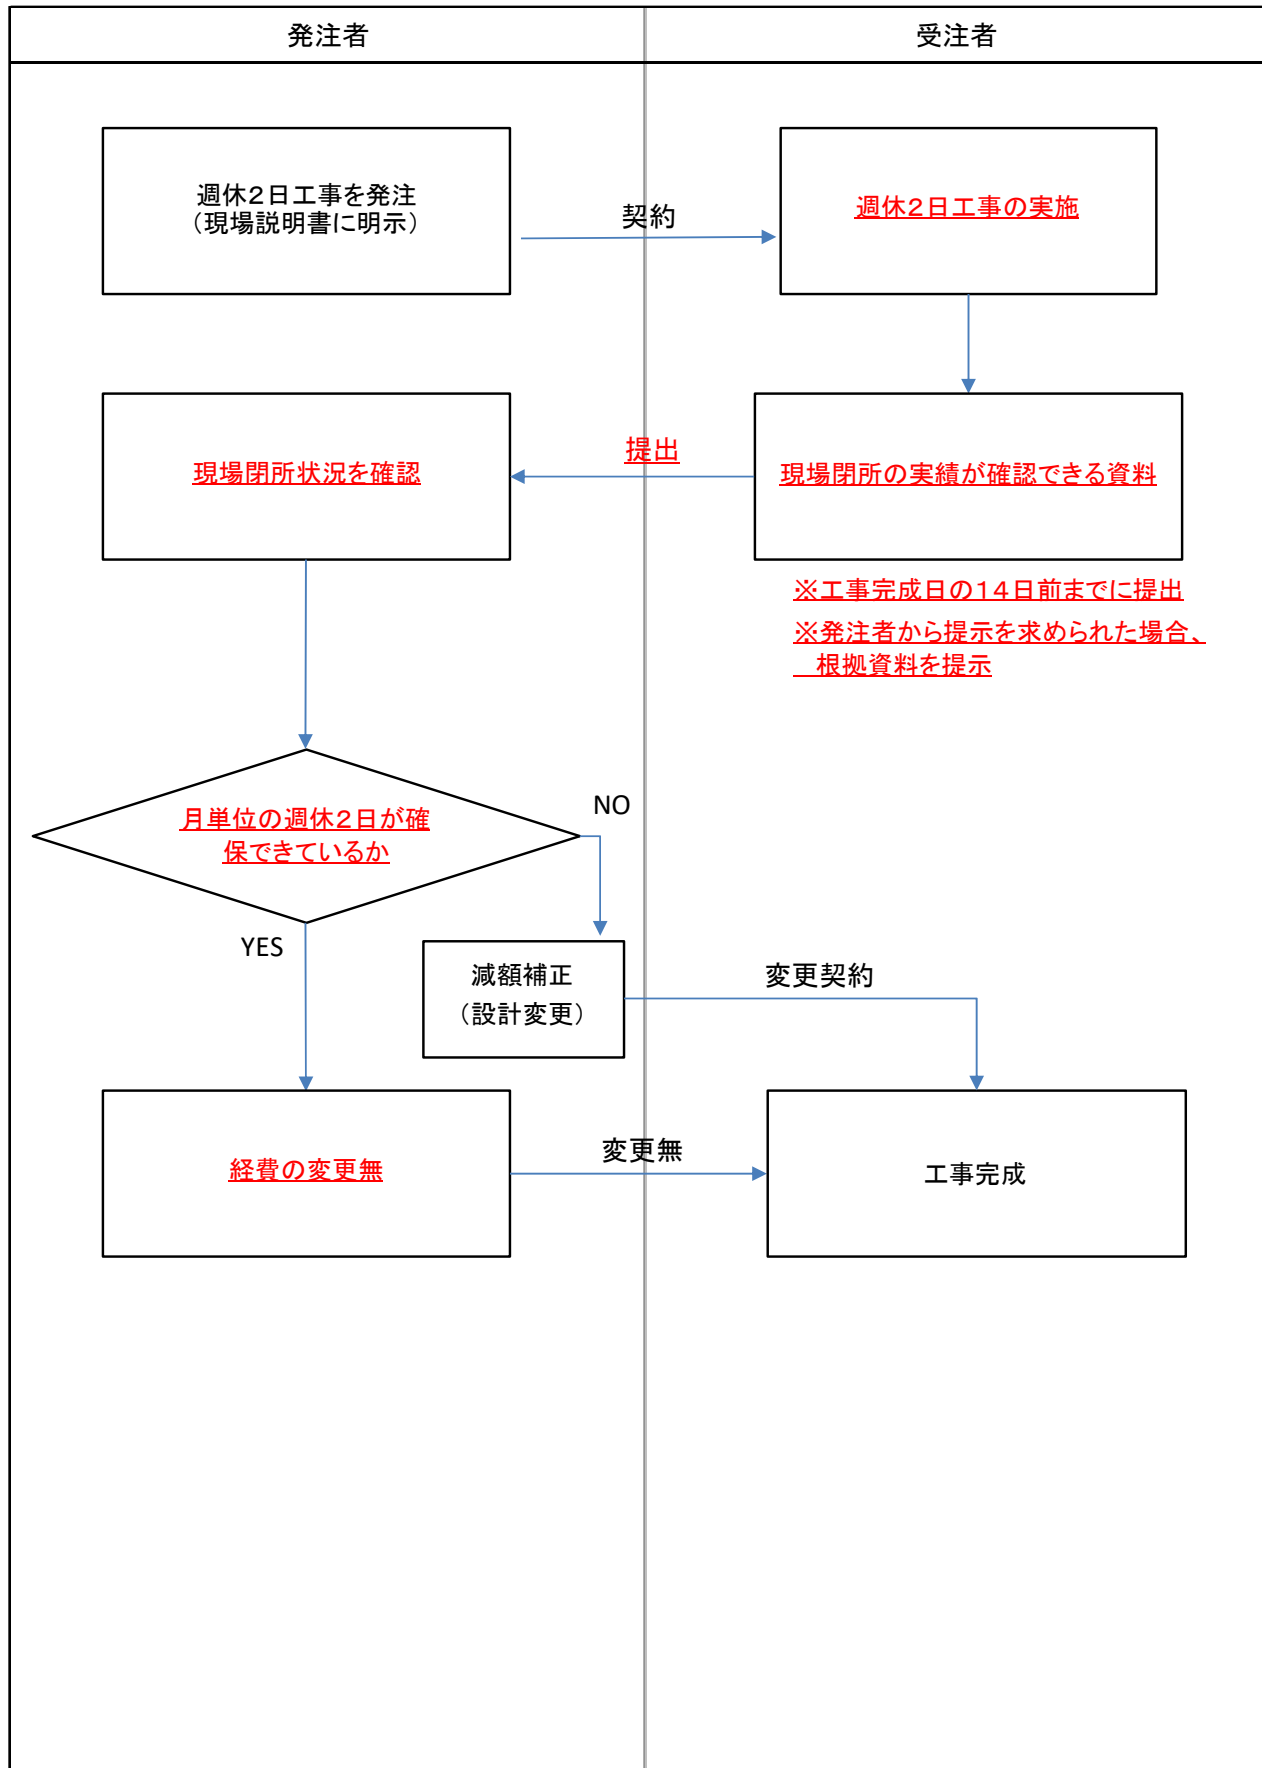 発注者
受注者
週休２日工事を発注
（現場説明書に明示）
契約
週休２日工事の実施
現場閉所状況を確認
提出
現場閉所の実績が確認できる資料
※工事完成日の１４日前までに提出
※発注者から提示を求められた場合、
根拠資料を提示
月単位の週休２日が確
保できているか
NO
YES
減額補正
（設計変更）
変更契約
経費の変更無
変更無
工事完成